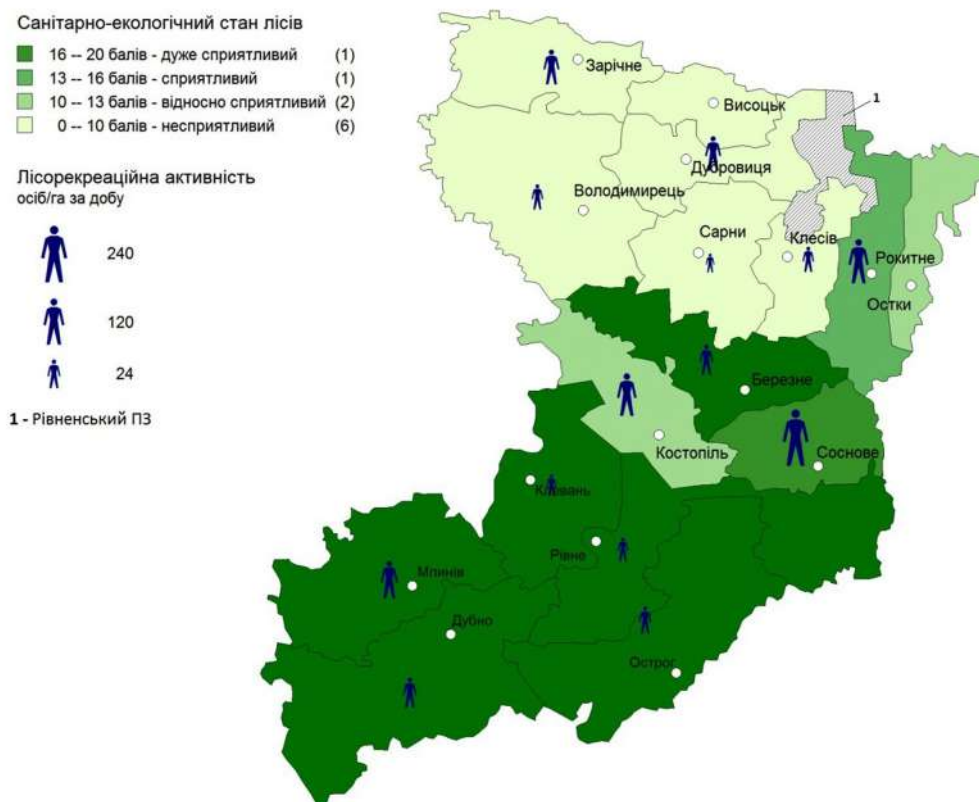 Санітарно-екологічний стан лісів
16 -- 20 балів - дуже сприятливий (1)
13 -- 16 балів - сприятливий (1)
10 -- 13 балів - відносно сприятливий (2)
0 -- 10 балів - несприятливий (6)
Лісорекреаційна активність
осіб/га за добу
240
120
24
1 - Рівненський ПЗ
Зарічне
Висоцьк
1
Дубровиця
Володимирець
Сарни
Клесів
Рокитне
Остки
Березне
Костопіль
Соснове
Клевань
Рівне
Млинів
Дубно
Острог